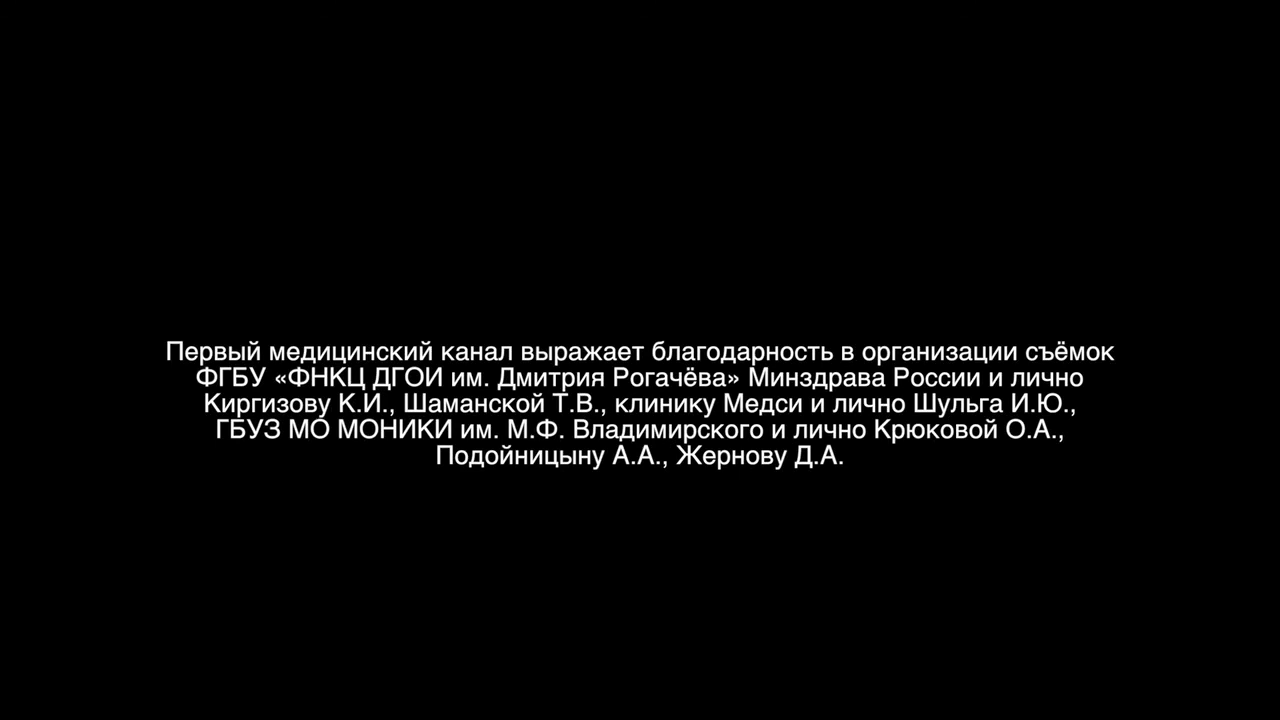 Первый медицинский канал выражает благодарность в организации съёмок
ФГБУ «ФНКЦ ДГОИ им. Дмитрия Рогачёва» Минздрава России и лично
Киргизову К.И., Шаманской Т.В., клинику Медси и лично Шульга И.Ю.,
ГБУЗ МО МОНИКИ им. М.Ф. Владимирского и лично Крюковой О.А.,
Подойницыну А.А., Жернову Д.А.